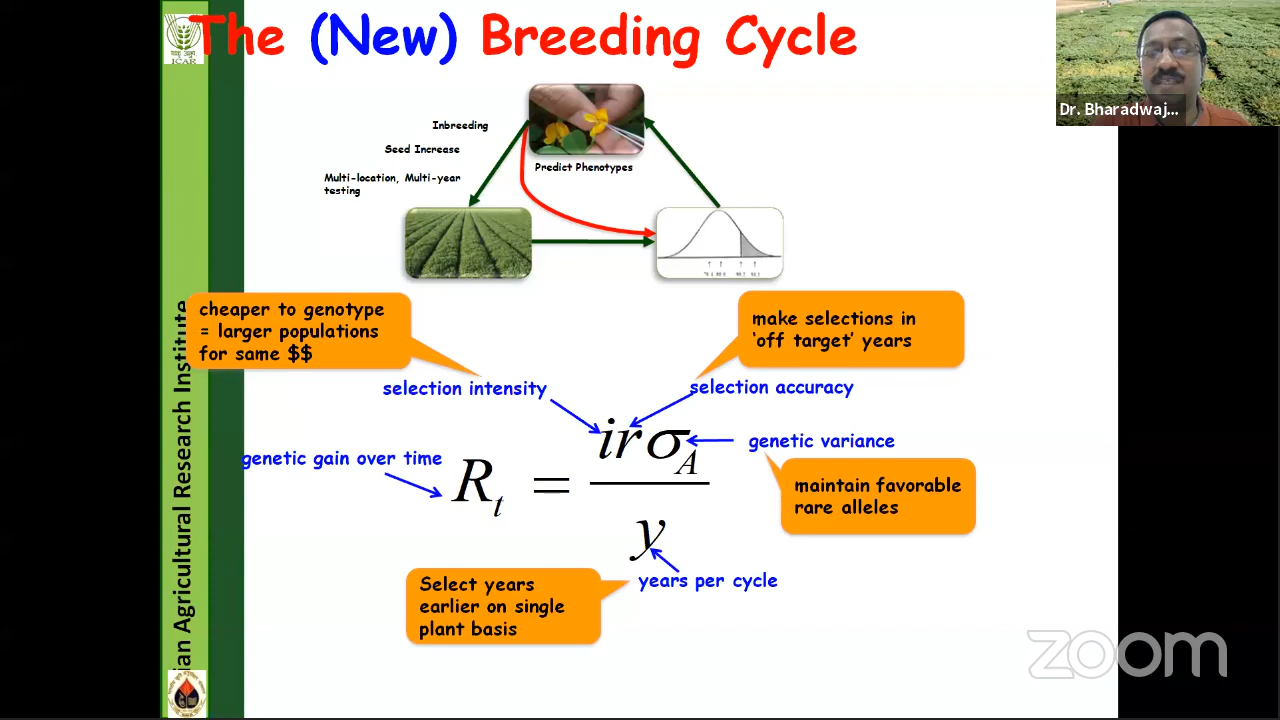 The (New) Breeding Cycle
ICAR
Dr. Bharadwaj...
Inbreeding
Seed Increase
Multi-location, Multi-year
testing
Predict Phenotypes
cheaper to genotype
= larger populations
for same $$
make selections in
‘off target’ years
selection intensity
selection accuracy
genetic gain over time
genetic variance
R_t = irσ_A / y
maintain favorable
rare alleles
years per cycle
Select years
earlier on single
plant basis
ian Agricultural Research Institute
zoom